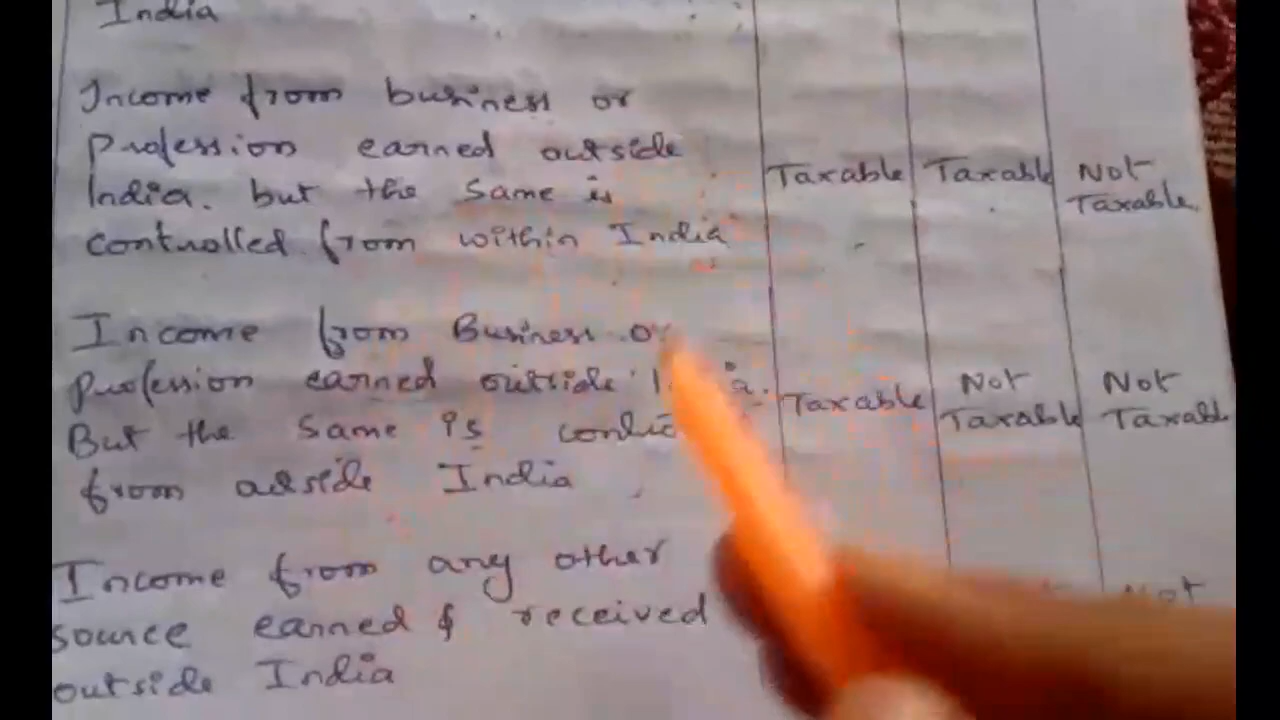 India
Income from business or
Profession earned outside
India. but the same is
controlled from within India
Taxable
Taxable
Not
Taxable
Income from Business or
profession earned outside
But the same is
from outside India
Taxable
Not
Taxable
Not
Taxable
Income from any other
source earned & received
outside India
Not